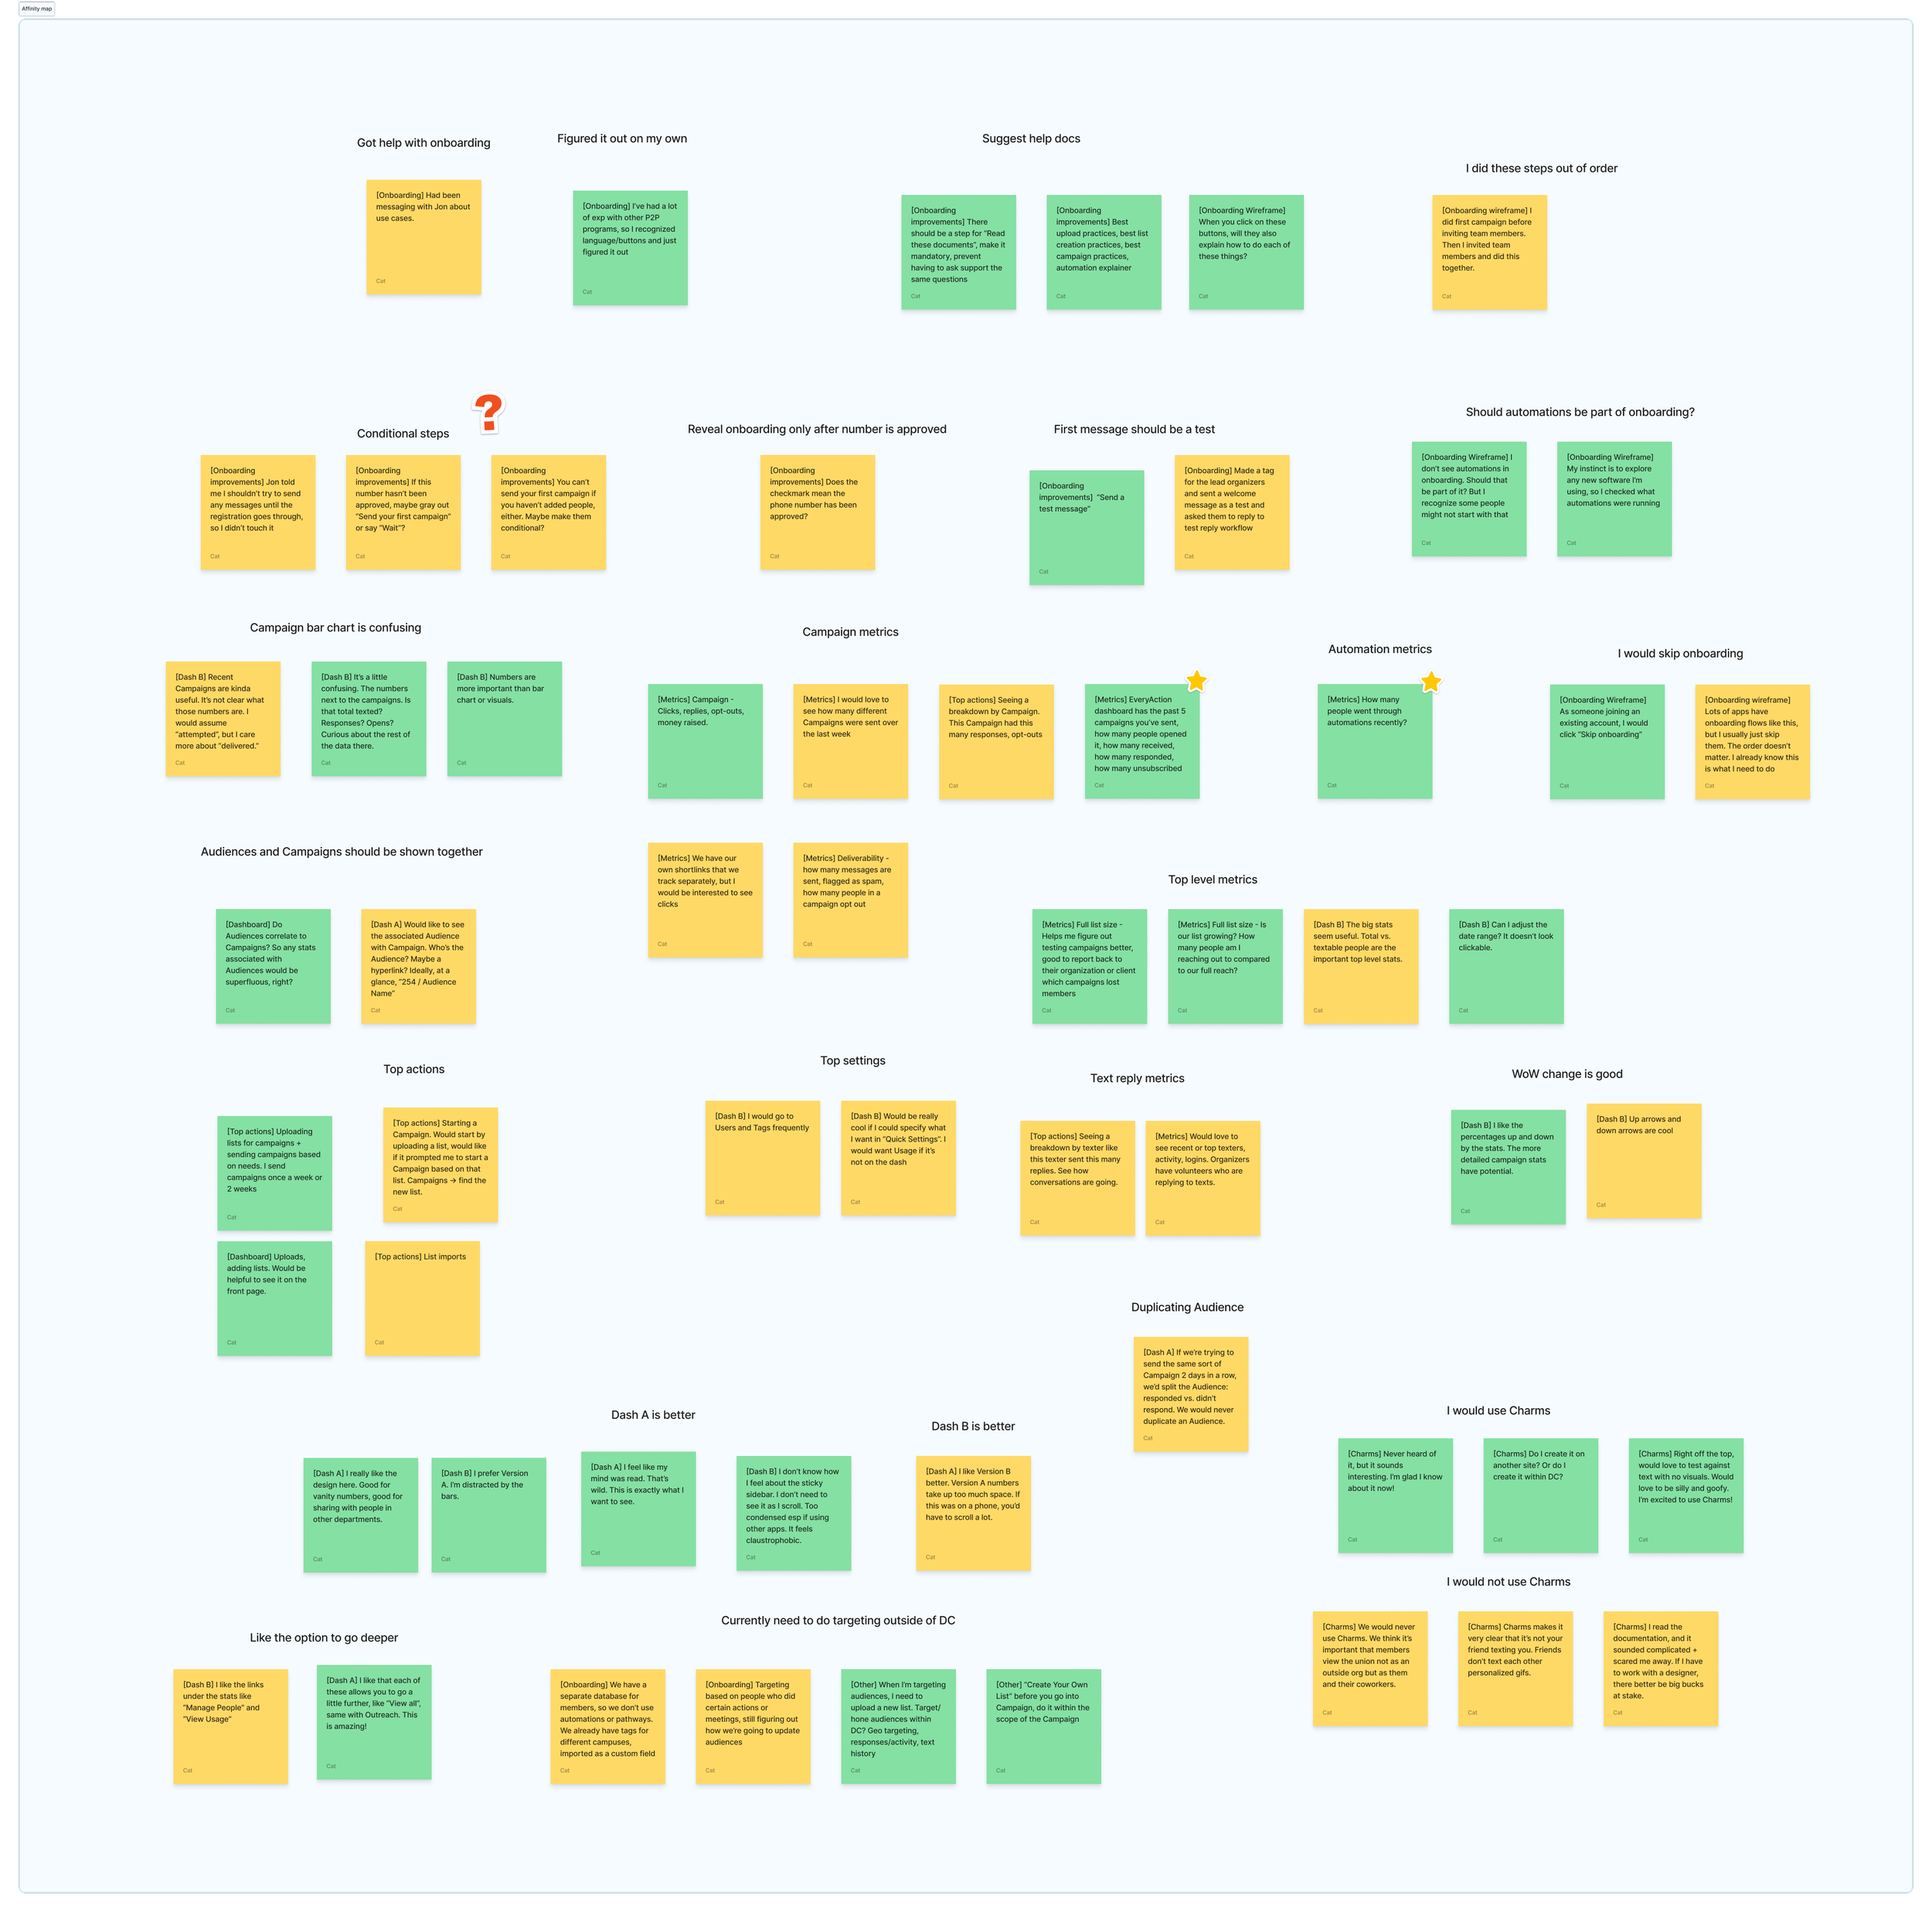 Affinity map
Got help with onboarding
[Onboarding] Had been
messaging with Jon about
use cases.
Cat
Figured it out on my own
[Onboarding] I've had a lot
of exp with other P2P
programs, so I recognized
language/buttons and just
figured it out
Cat
Suggest help docs
[Onboarding
improvements] There
should be a step for "Read
these documents", make it
mandatory, prevent
having to ask support the
same questions
Cat
[Onboarding
improvements] Best
upload practices, best list
creation practices, best
campaign practices,
automation explainer
Cat
[Onboarding Wireframe]
When you click on these
buttons, will they also
explain how to do each of
these things?
Cat
I did these steps out of order
[Onboarding wireframe] I
did first campaign before
inviting team members.
Then I invited team
members and did this
together.
Cat
?
Conditional steps
[Onboarding
improvements] Jon told
me I shouldn't try to send
any messages until the
registration goes through,
so I didn't touch it
Cat
[Onboarding
improvements] If this
number hasn't been
approved, maybe gray out
"Send your first campaign"
or say "Wait"?
Cat
[Onboarding
improvements] You can't
send your first campaign if
you haven't added people,
either. Maybe make them
conditional?
Cat
Reveal onboarding only after number is approved
[Onboarding
improvements] Does the
checkmark mean the
phone number has been
approved?
Cat
First message should be a test
[Onboarding
improvements] "Send a
test message"
Cat
[Onboarding] Made a tag
for the lead organizers
and sent a welcome
message as a test and
asked them to reply to
test reply workflow
Cat
Should automations be part of onboarding?
[Onboarding Wireframe] I
don't see automations in
onboarding. Should that
be part of it? But I
recognize some people
might not start with that
Cat
[Onboarding Wireframe]
My instinct is to explore
any new software I'm
using, so I checked what
automations were running
Cat
Campaign bar chart is confusing
[Dash B] Recent
Campaigns are kinda
useful. It's not clear what
those numbers are. I
would assume
"attempted", but I care
more about "delivered."
Cat
[Dash B] It's a little
confusing. The numbers
next to the campaigns. Is
that total texted?
Responses? Opens?
Curious about the rest of
the data there.
Cat
[Dash B] Numbers are
more important than bar
chart or visuals.
Cat
Campaign metrics
[Metrics] Campaign -
Clicks, replies, opt-outs,
money raised.
Cat
[Metrics] I would love to
see how many different
Campaigns were sent over
the last week
Cat
[Top actions] Seeing a
breakdown by Campaign.
This Campaign had this
many responses, opt-outs
Cat
[Metrics] EveryAction
dashboard has the past 5
campaigns you've sent,
how many people opened
it, how many received,
how many responded,
how many unsubscribed
Cat
[Metrics] We have our
own shortlinks that we
track separately, but I
would be interested to see
clicks
Cat
[Metrics] Deliverability -
how many messages are
sent, flagged as spam,
how many people in a
campaign opt out
Cat
Automation metrics
[Metrics] How many
people went through
automations recently?
Cat
I would skip onboarding
[Onboarding Wireframe]
As someone joining an
existing account, I would
click "Skip onboarding"
Cat
[Onboarding wireframe]
Lots of apps have
onboarding flows like this,
but I usually just skip
them. The order doesn't
matter. I already know this
is what I need to do
Cat
Audiences and Campaigns should be shown together
[Dashboard] Do
Audiences correlate to
Campaigns? So any stats
associated with
Audiences would be
superfluous, right?
Cat
[Dash A] Would like to see
the associated Audience
with Campaign. Who's the
Audience? Maybe a
hyperlink? Ideally, at a
glance, "254 / Audience
Name"
Cat
Top level metrics
[Metrics] Full list size -
Helps me figure out
testing campaigns better,
good to report back to
their organization or client
which campaigns lost
members
Cat
[Metrics] Full list size - Is
our list growing? How
many people am I
reaching out to compared
to our full reach?
Cat
[Dash B] The big stats
seem useful. Total vs.
textable people are the
important top level stats.
Cat
[Dash B] Can I adjust the
date range? It doesn't look
clickable.
Cat
Top actions
[Top actions] Uploading
lists for campaigns +
sending campaigns based
on needs. I send
campaigns once a week or
2 weeks
Cat
[Top actions] Starting a
Campaign. Would start by
uploading a list, would like
if it prompted me to start a
Campaign based on that
list. Campaigns → find the
new list.
Cat
[Dashboard] Uploads,
adding lists. Would be
helpful to see it on the
front page.
Cat
[Top actions] List imports
Cat
Top settings
[Dash B] I would go to
Users and Tags frequently
Cat
[Dash B] Would be really
cool if I could specify what
I want in "Quick Settings". I
would want Usage if it's
not on the dash
Cat
Text reply metrics
[Top actions] Seeing a
breakdown by texter like
this texter sent this many
replies. See how
conversations are going.
Cat
[Metrics] Would love to
see recent or top texters,
activity, logins. Organizers
have volunteers who are
replying to texts.
Cat
WoW change is good
[Dash B] I like the
percentages up and down
by the stats. The more
detailed campaign stats
have potential.
Cat
[Dash B] Up arrows and
down arrows are cool
Cat
Duplicating Audience
[Dash A] If we're trying to
send the same sort of
Campaign 2 days in a row,
we'd split the Audience:
responded vs. didn't
respond. We would never
duplicate an Audience.
Cat
Dash A is better
[Dash A] I really like the
design here. Good for
vanity numbers, good for
sharing with people in
other departments.
Cat
[Dash B] I prefer Version
A. I'm distracted by the
bars.
Cat
[Dash A] I feel like my
mind was read. That's
wild. This is exactly what I
want to see.
Cat
[Dash B] I don't know how
I feel about the sticky
sidebar. I don't need to
see it as I scroll. Too
condensed esp if using
other apps. It feels
claustrophobic.
Cat
Dash B is better
[Dash A] I like Version B
better. Version A numbers
take up too much space. If
this was on a phone, you'd
have to scroll a lot.
Cat
I would use Charms
[Charms] Never heard of
it, but it sounds
interesting. I'm glad I know
about it now!
Cat
[Charms] Do I create it on
another site? Or do I
create it within DC?
Cat
[Charms] Right off the top,
would love to test against
text with no visuals. Would
love to be silly and goofy.
I'm excited to use Charms!
Cat
I would not use Charms
[Charms] We would never
use Charms. We think it's
important that members
view the union not as an
outside org but as them
and their coworkers.
Cat
[Charms] Charms makes it
very clear that it's not your
friend texting you. Friends
don't text each other
personalized gifs.
Cat
[Charms] I read the
documentation, and it
sounded complicated +
scared me away. If I have
to work with a designer,
there better be big bucks
at stake.
Cat
Like the option to go deeper
[Dash B] I like the links
under the stats like
"Manage People" and
"View Usage"
Cat
[Dash A] I like that each of
these allows you to go a
little further, like "View all",
same with Outreach. This
is amazing!
Cat
Currently need to do targeting outside of DC
[Onboarding] We have a
separate database for
members, so we don't use
automations or pathways.
We already have tags for
different campuses,
imported as a custom field
Cat
[Onboarding] Targeting
based on people who did
certain actions or
meetings, still figuring out
how we're going to update
audiences
Cat
[Other] When I'm targeting
audiences, I need to
upload a new list. Target/
hone audiences within
DC? Geo targeting,
responses/activity, text
history
Cat
[Other] "Create Your Own
List" before you go into
Campaign, do it within the
scope of the Campaign
Cat